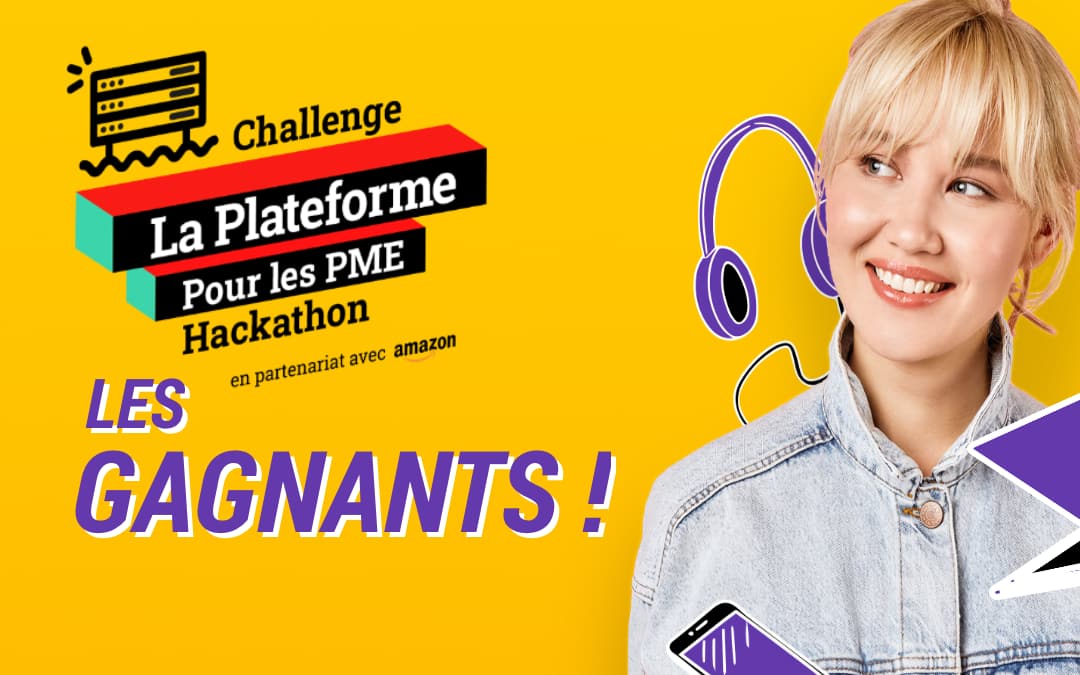 Challenge
La Plateforme
Pour les PME
Hackathon
en partenariat avec amazon
LES
GAGNANTS !